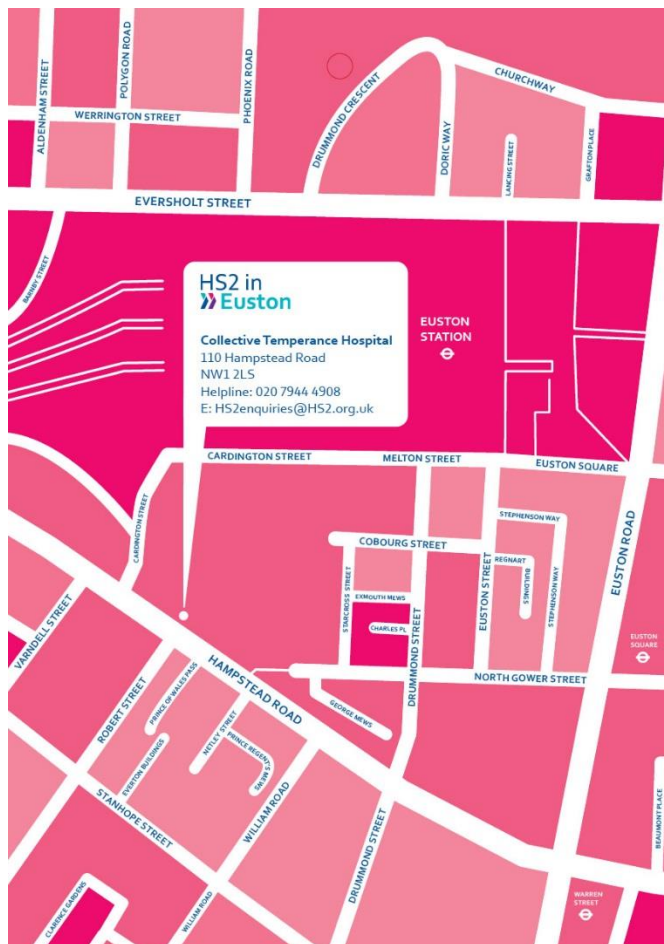 ALDENHAM STREET
POLYGON ROAD
PHOENIX ROAD
WERRINGTON STREET
DRUMMOND CRESCENT
CHURCHWAY
DORIC WAY
LANCING STREET
GRAFTON PLACE
EVERSHOLT STREET
BARNBY STREET
HS2 in
Euston
Collective Temperance Hospital
110 Hampstead Road
NW1 2LS
Helpline: 020 7944 4908
E: HS2enquiries@HS2.org.uk
EUSTON
STATION
CARDINGTON STREET
MELTON STREET
EUSTON SQUARE
CARDINGTON STREET
STEPHENSON WAY
COBOURG STREET
REGNART
BUILDINGS
STARCROSS STREET
EXMOUTH MEWS
CHARLES PL
EUSTON STREET
STEPHENSON WAY
EUSTON ROAD
DRUMMOND STREET
EUSTON
SQUARE
VARNDELL STREET
HAMPSTEAD ROAD
NORTH GOWER STREET
PRINCE OF WALES PASS
ROBERT STREET
GEORGE MEWS
NETLEY STREET
PRINCE REGENT'S MEWS
EVERTON BUILDINGS
WILLIAM ROAD
STANHOPE STREET
DRUMMOND STREET
BEAUMONT PLACE
CLARENCE GARDENS
WILLIAM ROAD
WARREN
STREET